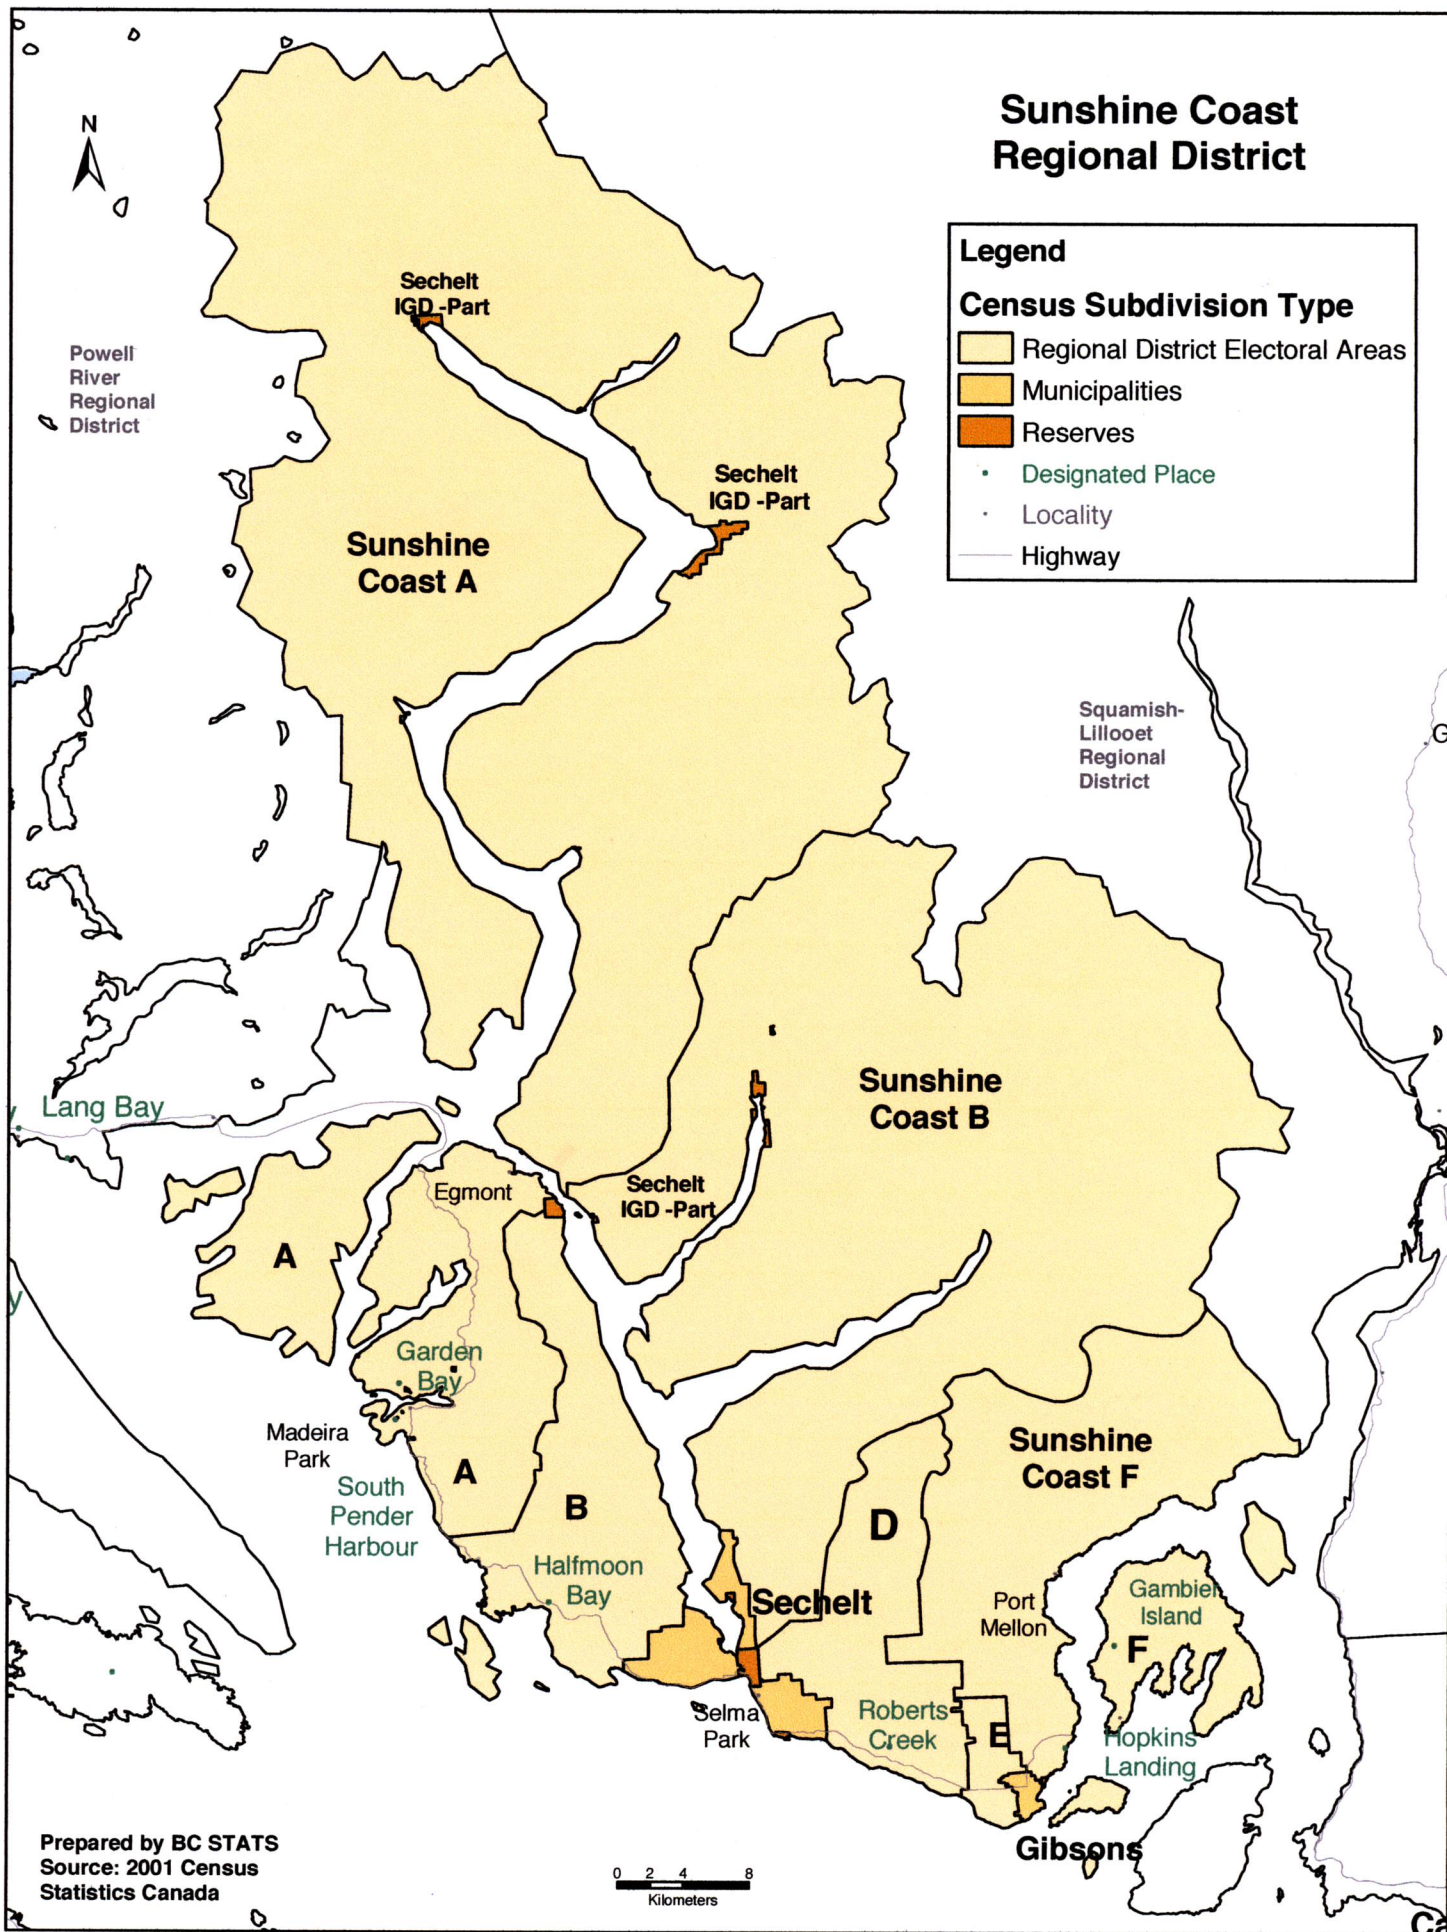 Sunshine Coast
Regional District
N
Legend
Census Subdivision Type
Regional District Electoral Areas
Municipalities
Reserves
Designated Place
Locality
Highway
Sechelt
IGD -Part
Powell
River
Regional
District
Sechelt
IGD -Part
Sunshine
Coast A
Squamish-
Lillooet
Regional
District
G
Sunshine
Coast B
y
Lang Bay
Egmont
Sechelt
IGD -Part
A
y
Garden
Bay
Madeira
Park
A
South
Pender
Harbour
B
Halfmoon
Bay
Sunshine
Coast F
D
Sechelt
Port
Mellon
Gambier
Island
F
Selma
Park
Roberts
Creek
E
Hopkins
Landing
Gibsons
Prepared by BC STATS
Source: 2001 Census
Statistics Canada
0 2 4 8
Kilometers
Ca